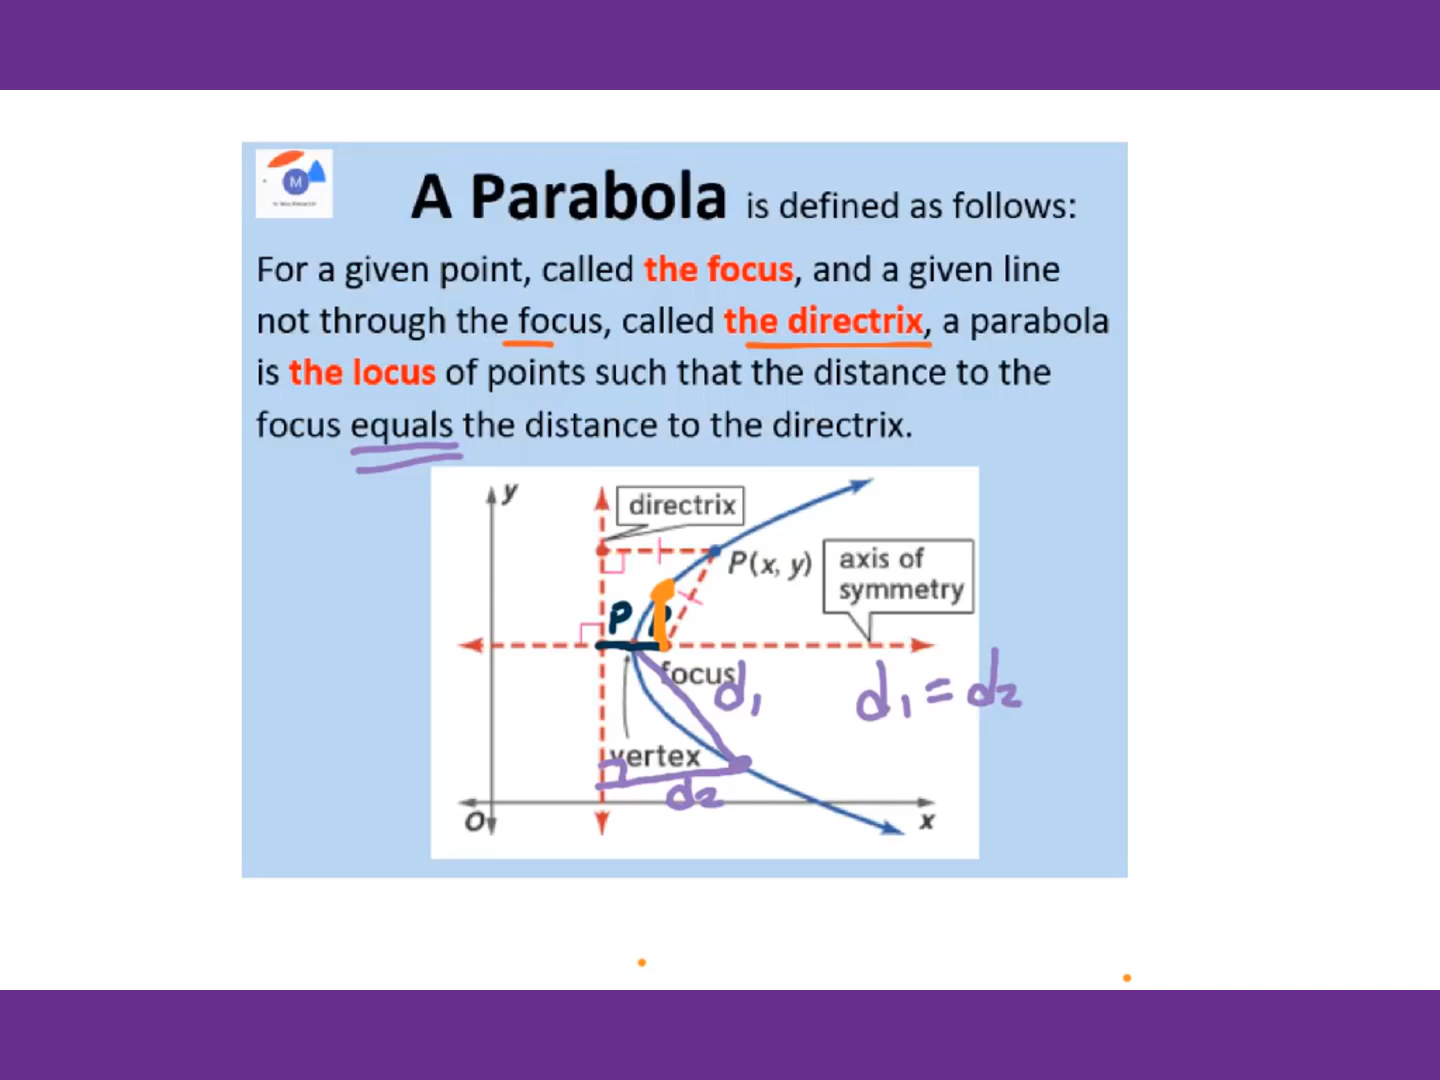 M
A Parabola is defined as follows:
For a given point, called the focus, and a given line
not through the focus, called the directrix, a parabola
is the locus of points such that the distance to the
focus equals the distance to the directrix.
y
directrix
P(x, y)
axis of
symmetry
P P
focus
d₁
d₁ = d₂
vertex
d₂
O
x